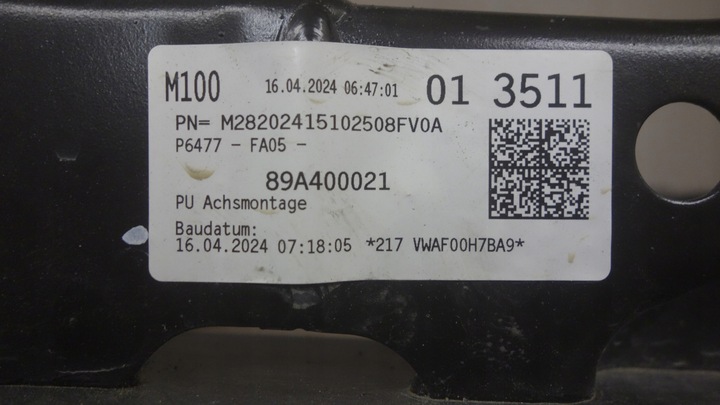 M100 16.04.2024 06:47:01 01 3511
PN= M28202415102508FV0A
P6477 - FA05 -
89A400021
PU Achsmontage
Baudatum:
16.04.2024 07:18:05 *217 VWAF00H7BA9*